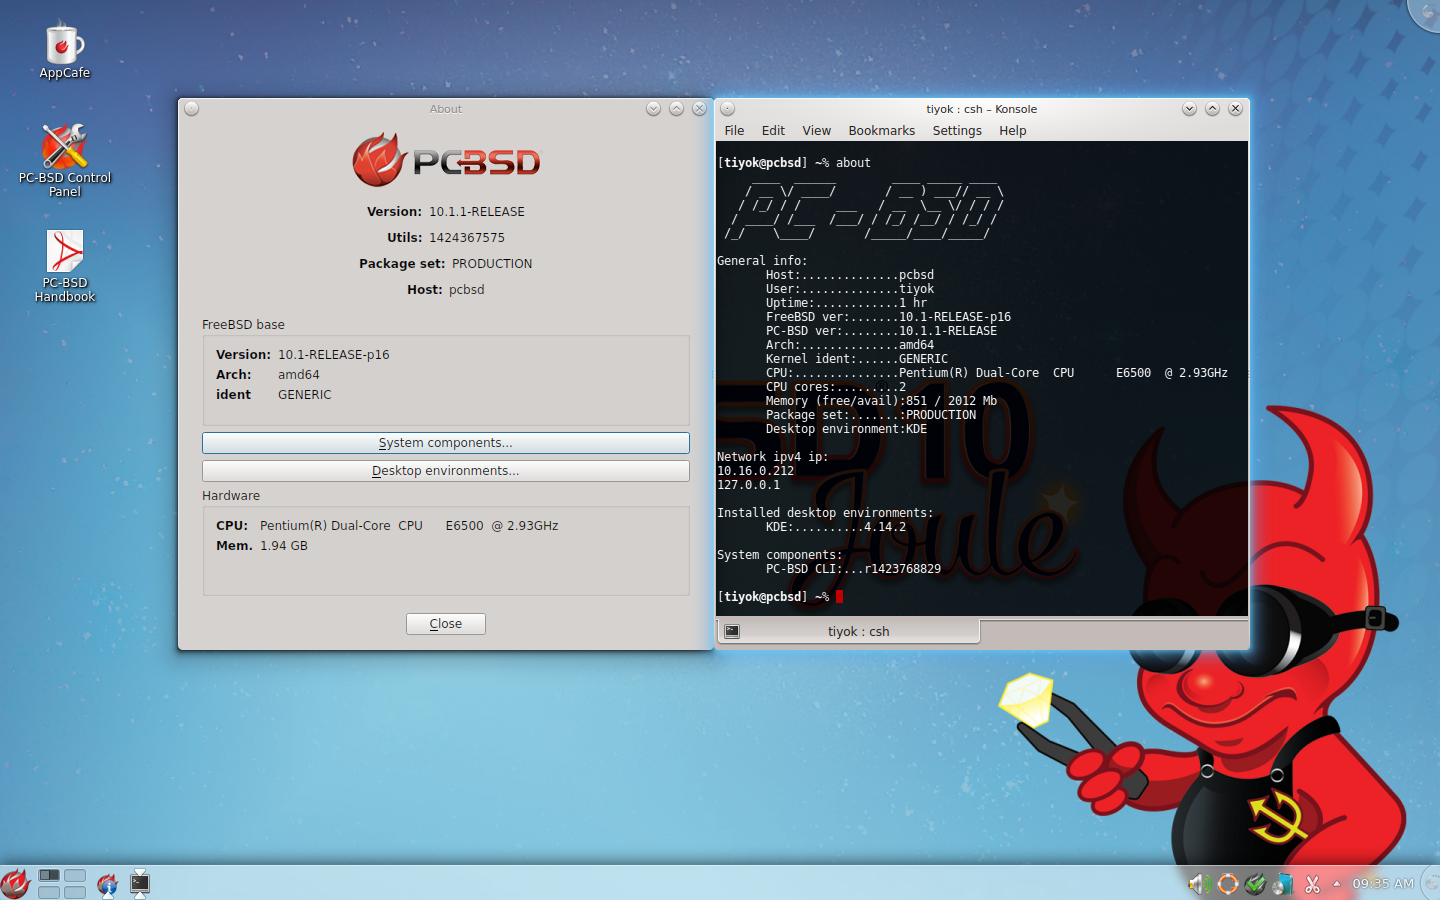 AppCafe
PC-BSD Control
Panel
PC-BSD
Handbook
About
PCBSD
Version: 10.1.1-RELEASE
Utils: 1424367575
Package set: PRODUCTION
Host: pcbsd
FreeBSD base
Version: 10.1-RELEASE-p16
Arch: amd64
ident GENERIC
System components...
Desktop environments...
Hardware
CPU: Pentium(R) Dual-Core CPU E6500 @ 2.93GHz
Mem. 1.94 GB
Close
tiyok : csh – Konsole
File Edit View Bookmarks Settings Help
[tiyok@pcbsd] ~% about
PC-BSD
General info:
Host:..............pcbsd
User:..............tiyok
Uptime:............1 hr
FreeBSD ver:.......10.1-RELEASE-p16
PC-BSD ver:........10.1.1-RELEASE
Arch:..............amd64
Kernel ident:......GENERIC
CPU:...............Pentium(R) Dual-Core CPU E6500 @ 2.93GHz
CPU cores:.........2
Memory (free/avail):851 / 2012 Mb
Package set:.......:PRODUCTION
Desktop environment:KDE
Network ipv4 ip:
10.16.0.212
127.0.0.1
Installed desktop environments:
KDE:..........4.14.2
System components:
PC-BSD CLI:...r1423768829
[tiyok@pcbsd] ~%
SD10
Joule
tiyok : csh
09:35 AM